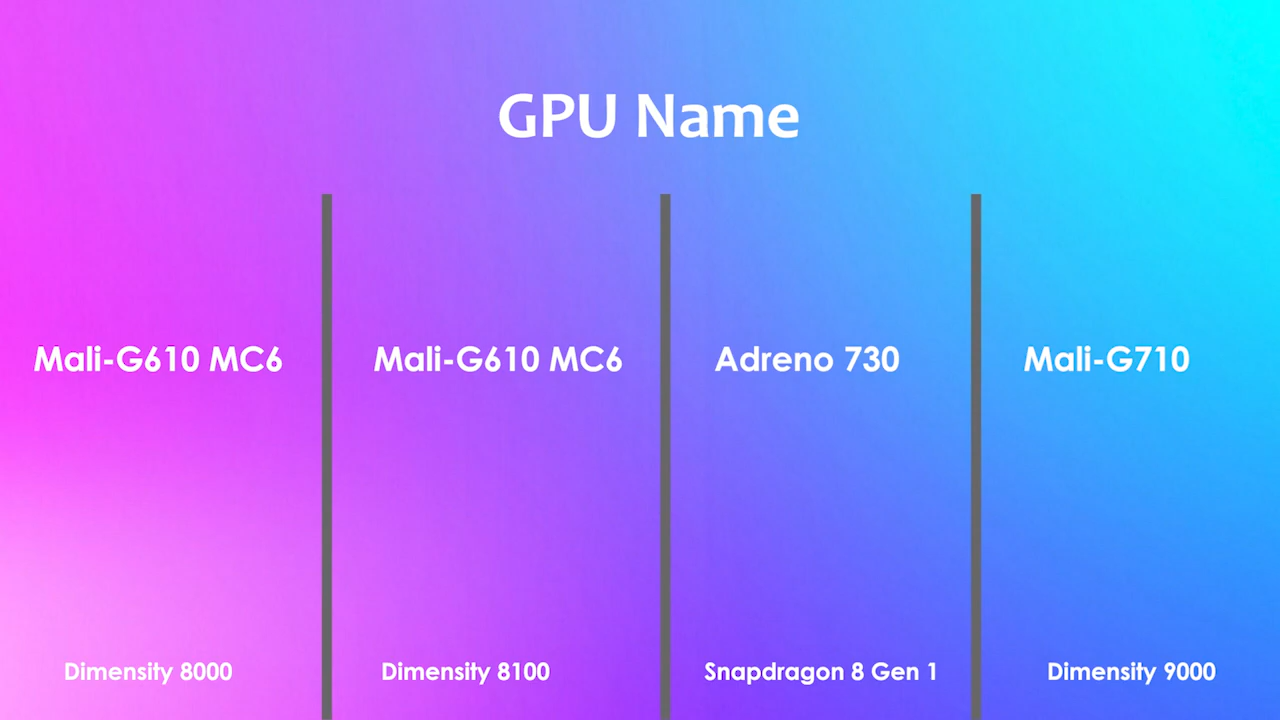 GPU Name
Mali-G610 MC6
Mali-G610 MC6
Adreno 730
Mali-G710
Dimensity 8000
Dimensity 8100
Snapdragon 8 Gen 1
Dimensity 9000